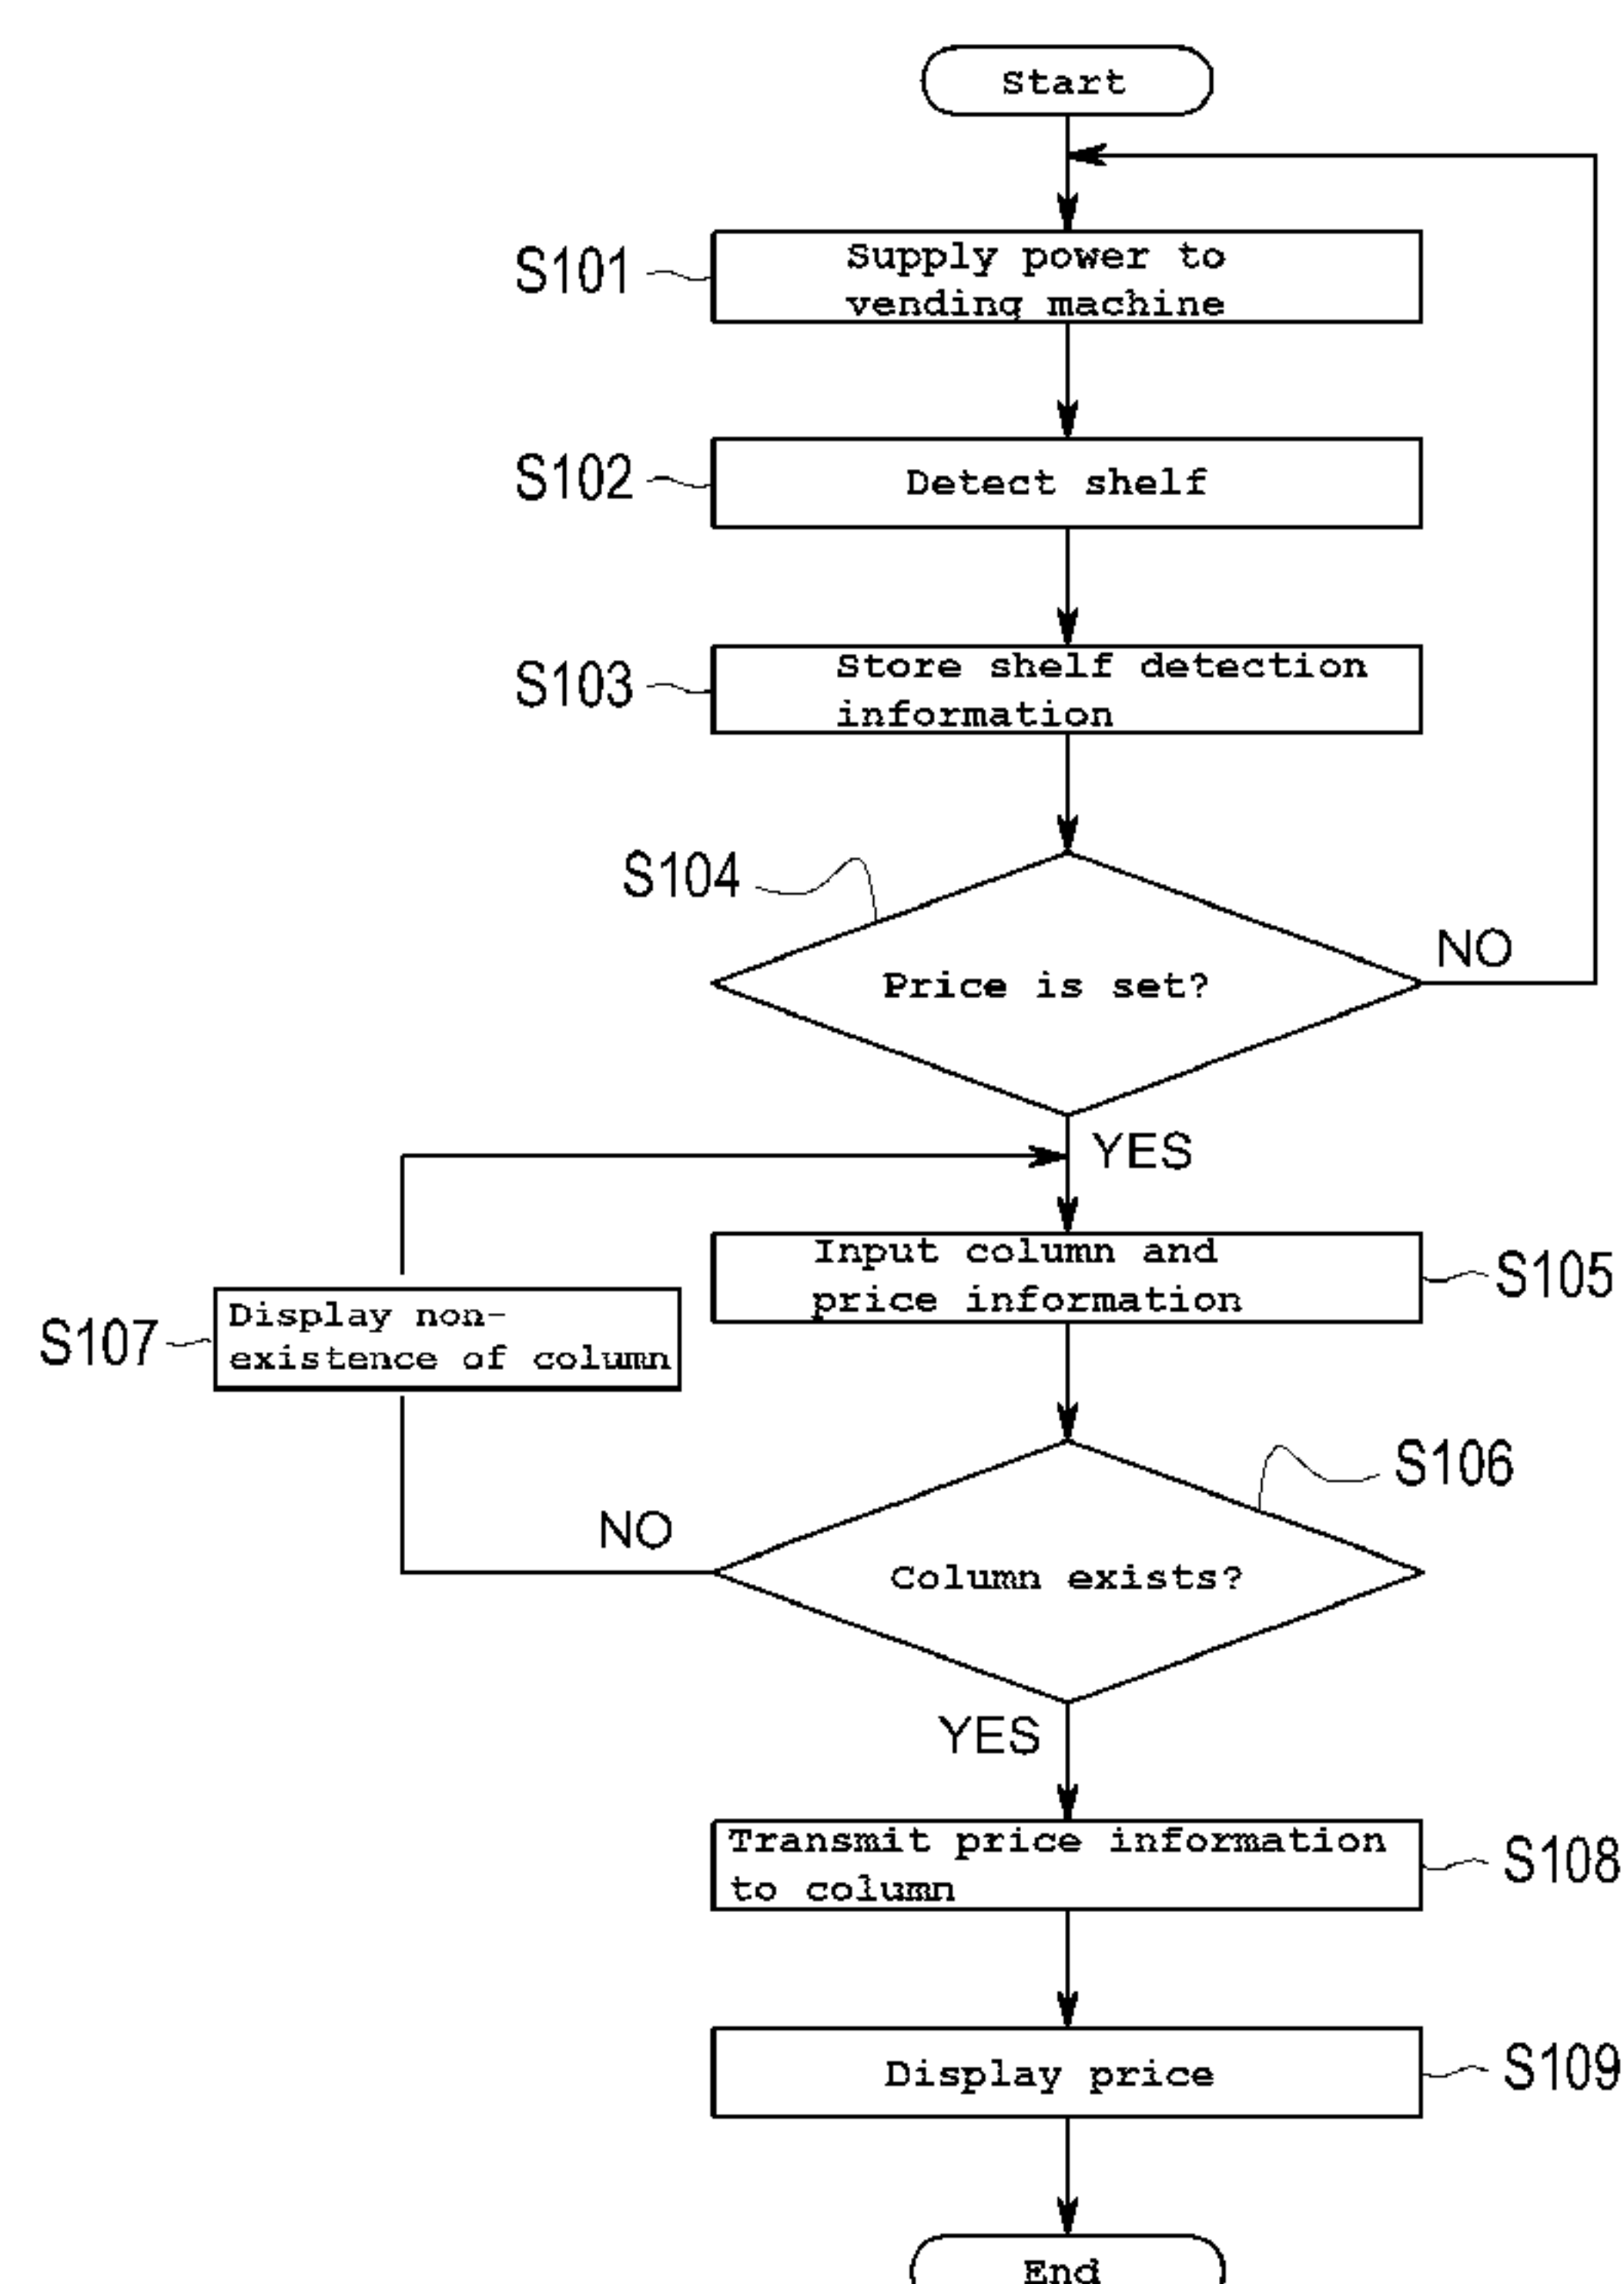 Start
S101
Supply power to
vending machine
S102
Detect shelf
S103
Store shelf detection
information
S104
Price is set?
NO
YES
Input column and
price information
S105
S107
Display non-
existence of column
S106
NO
Column exists?
YES
Transmit price information
to column
S108
Display price
S109
End